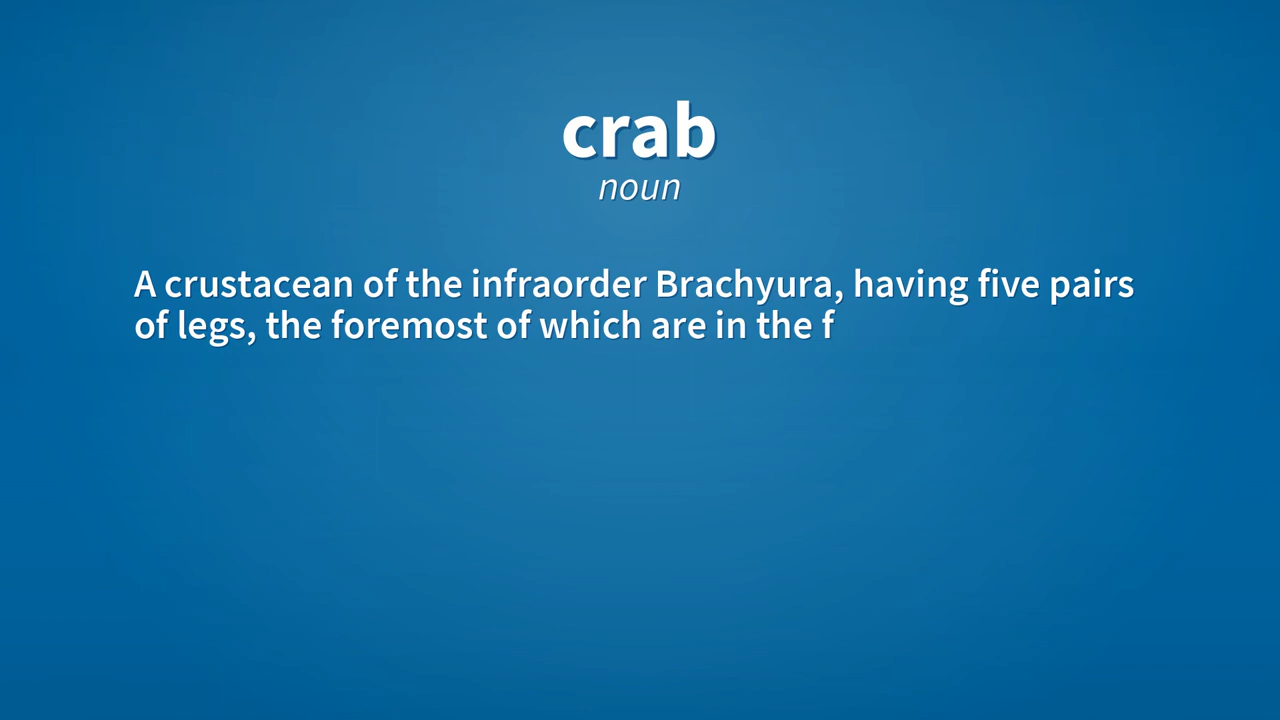 crab
noun
A crustacean of the infraorder Brachyura, having five pairs
of legs, the foremost of which are in the f